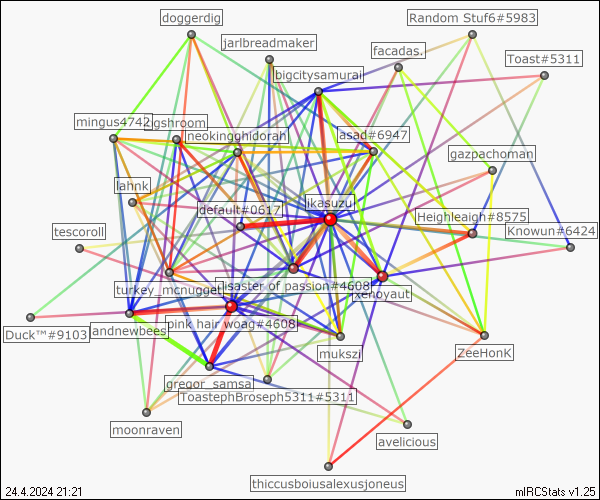 doggerdig
Random Stuf6#5983
jarlbreadmaker
facadas.
Toast#5311
bigcitysamurai
mingus4742
gshroom
neokingghidorah
asad#6947
gazpachoman
lahnk
likasuzu
default#0617
Heighleaigh#8575
Knowun#6424
tescoroll
turkey_mcnugget
disaster of passion#4608
xenoyaut
Duck™#9103
andnewbees
pink hair woag#4608
mukszi
ZeeHonK
gregor_samsa
ToastephBroseph5311#5311
moonraven
avelicious
thiccusboiusalexusjoneus
24.4.2024 21:21
mIRCStats v1.25